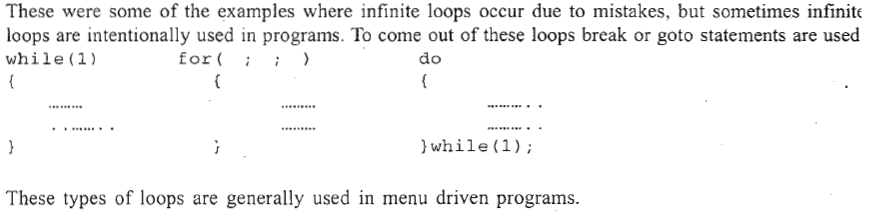 These were some of the examples where infinite loops occur due to mistakes, but sometimes infinite
loops are intentionally used in programs. To come out of these loops break or goto statements are used
while(1) for( ; ; ) do
{ { {
.......... .......... ..........
.......... .......... ..........
} } }while(1);
These types of loops are generally used in menu driven programs.